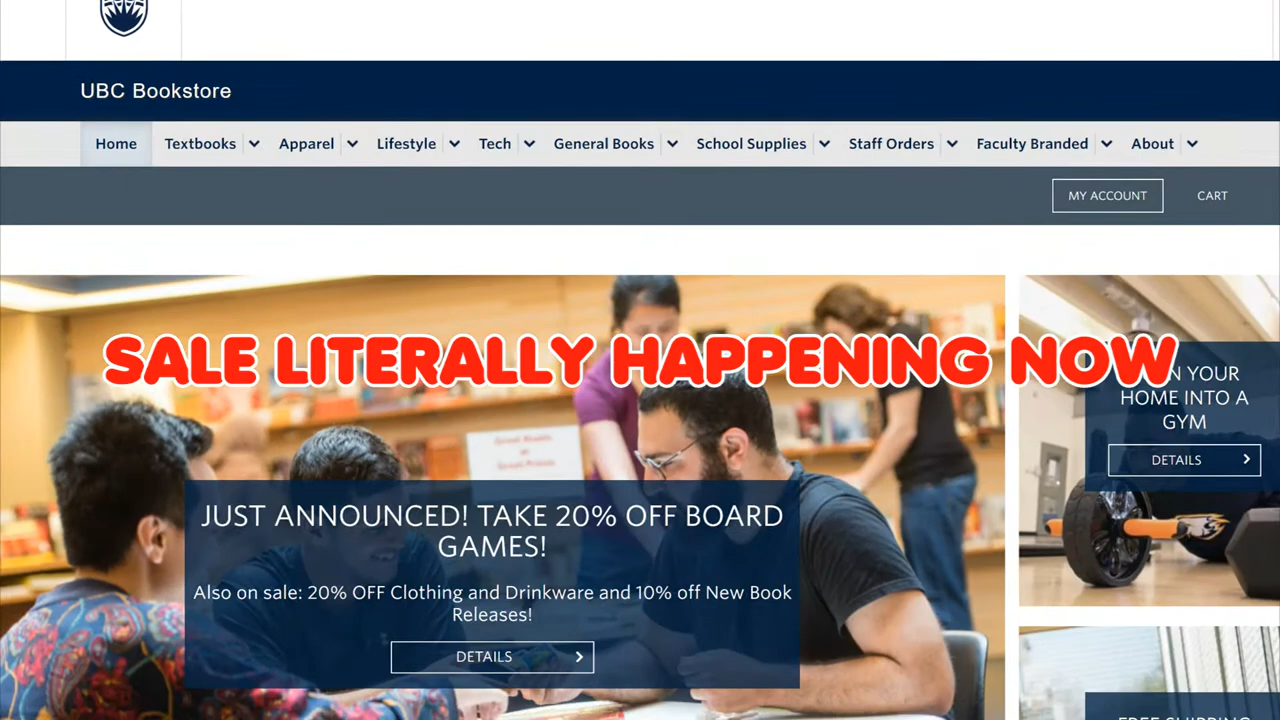 UBC Bookstore
Home
Textbooks
Apparel
Lifestyle
Tech
General Books
School Supplies
Staff Orders
Faculty Branded
About
MY ACCOUNT
CART
SALE LITERALLY HAPPENING NOW
JUST ANNOUNCED! TAKE 20% OFF BOARD
GAMES!
Also on sale: 20% OFF Clothing and Drinkware and 10% off New Book
Releases!
DETAILS
YOUR
HOME INTO A
GYM
DETAILS
FREE SHIPPING